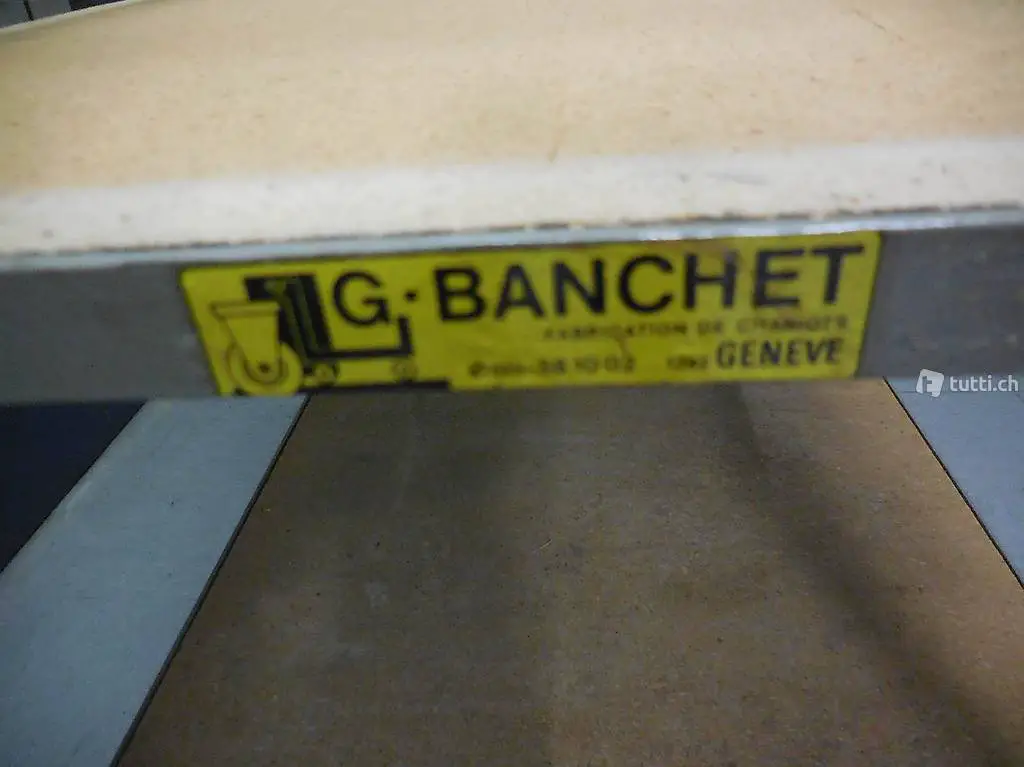 G. BANCHET
FABRICATION DE CHARIOTS
GENEVE
tutti.ch